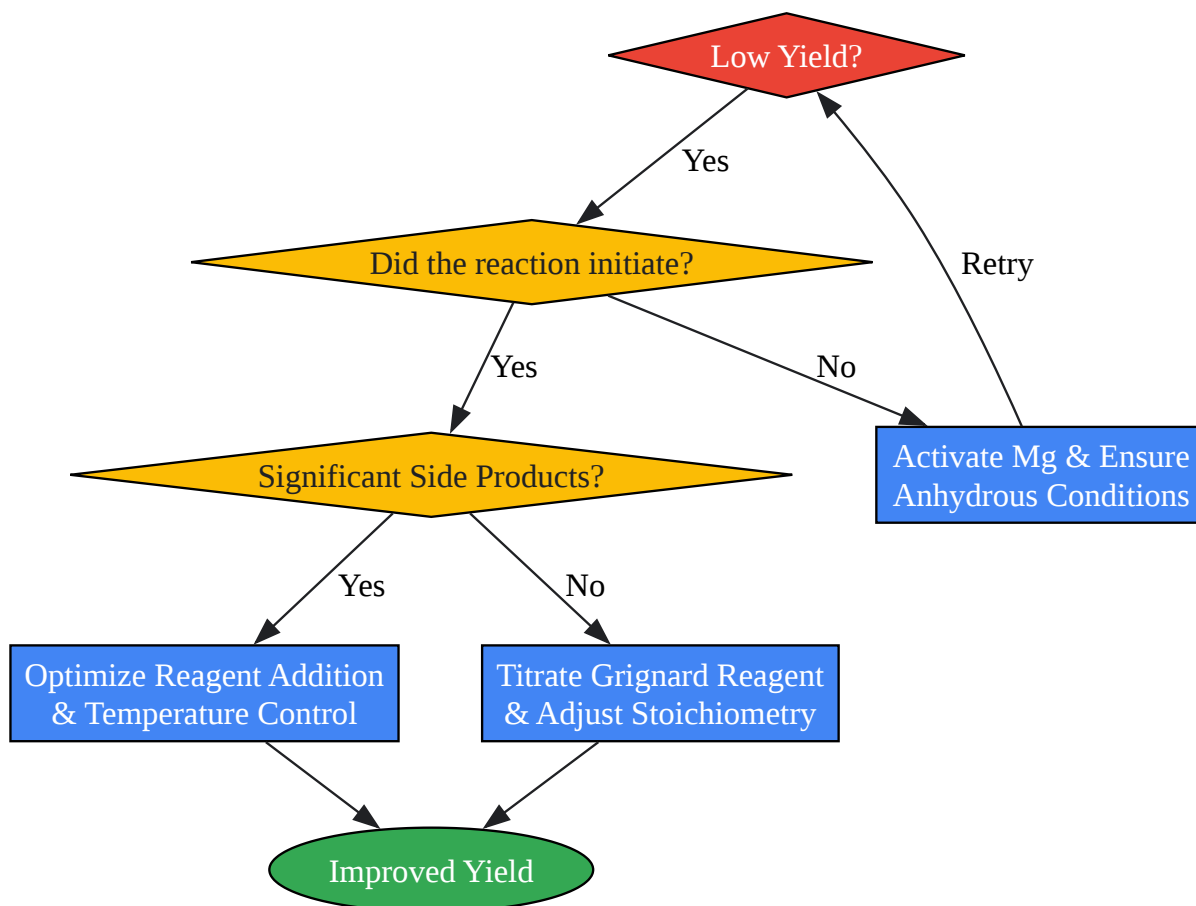 Low Yield?
Yes
Did the reaction initiate?
Retry
Yes
No
Activate Mg & Ensure
Anhydrous Conditions
Significant Side Products?
Yes
No
Optimize Reagent Addition
& Temperature Control
Titrate Grignard Reagent
& Adjust Stoichiometry
Improved Yield